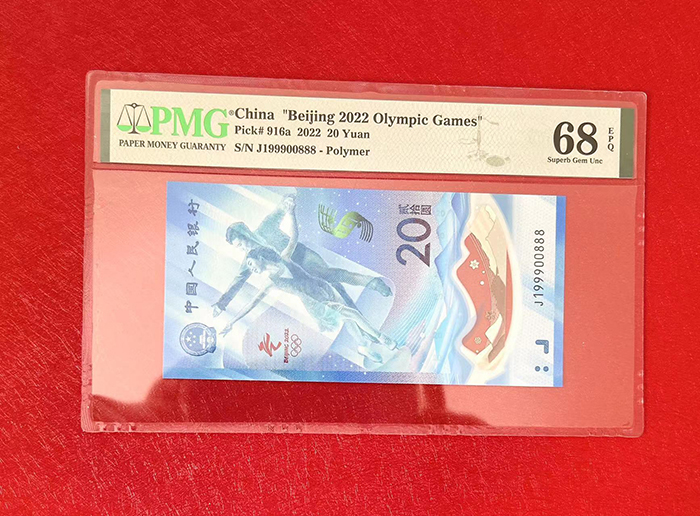 PMG® China "Beijing 2022 Olympic Games"
Pick# 916a 2022 20 Yuan
PAPER MONEY GUARANTY
S/N J199900888 - Polymer
68 EPQ
Superb Gem Unc
中国人民银行
贰拾圆
20
BEIJING 2022
J199900888